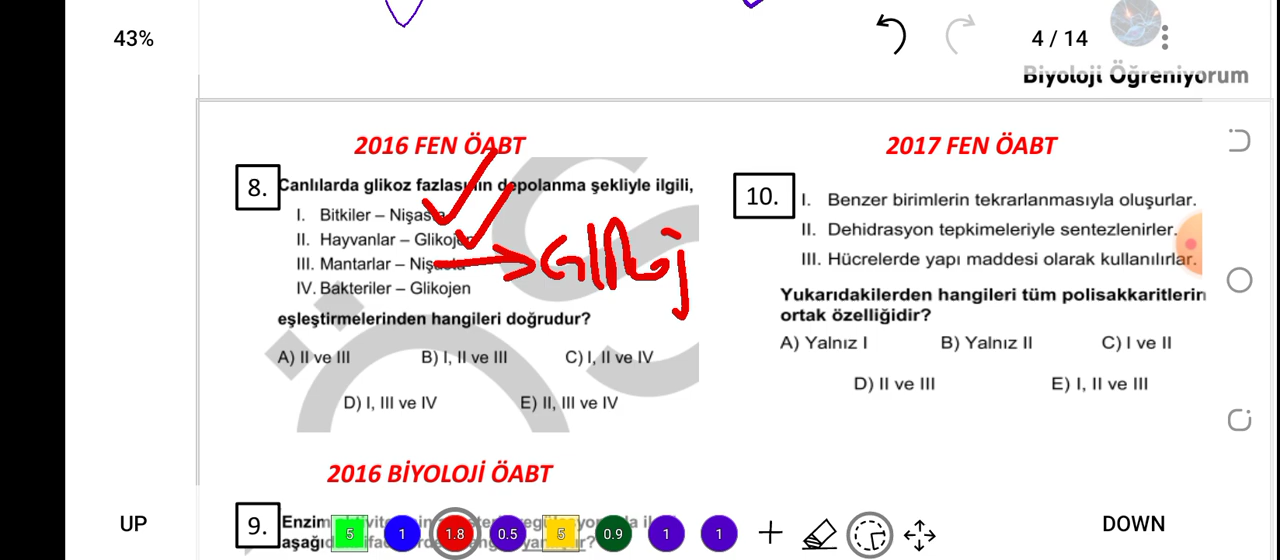 43%
4 / 14
Biyoloji Öğreniyorum
2016 FEN ÖABT
8.
Canlılarda glikoz fazlasının depolanma şekliyle ilgili,
I. Bitkiler – Nişasta
II. Hayvanlar – Glikojen
III. Mantarlar – Nişasta
IV. Bakteriler – Glikojen
eşleştirmelerinden hangileri doğrudur?
A) II ve III
B) I, II ve III
C) I, II ve IV
D) I, III ve IV
E) II, III ve IV
2016 BİYOLOJİ ÖABT
9.
2017 FEN ÖABT
10.
I. Benzer birimlerin tekrarlanmasıyla oluşurlar.
II. Dehidrasyon tepkimeleriyle sentezlenirler.
III. Hücrelerde yapı maddesi olarak kullanılırlar.
Yukarıdakilerden hangileri tüm polisakkaritlerin
ortak özelliğidir?
A) Yalnız I
B) Yalnız II
C) I ve II
D) II ve III
E) I, II ve III
UP
5
1
1.8
0.5
5
0.9
1
1
DOWN